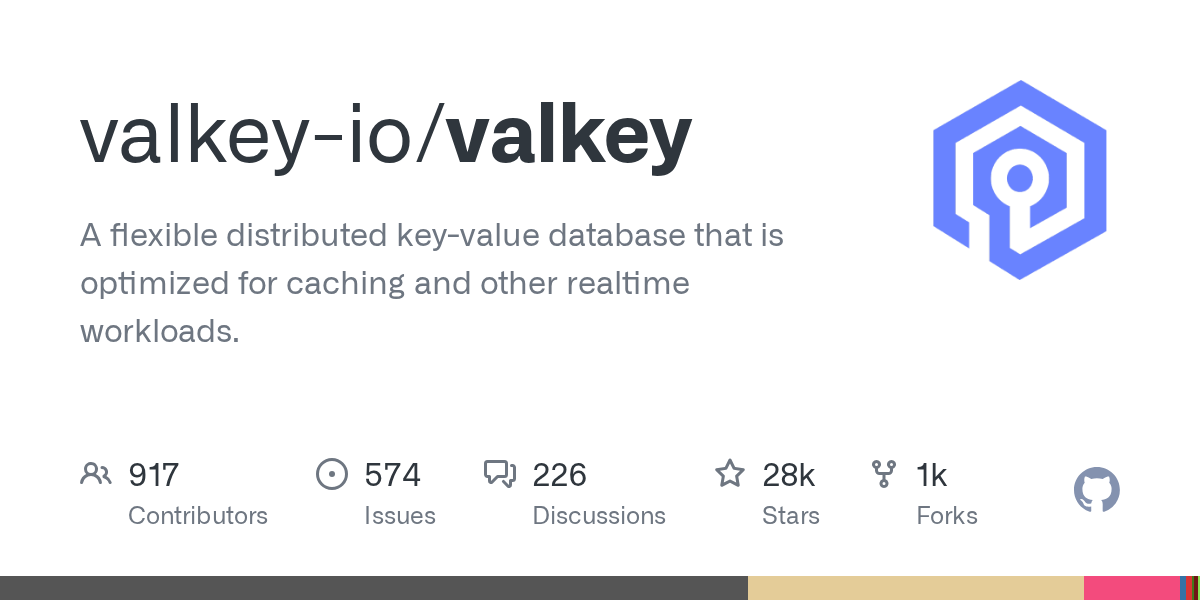 valkey-io/valkey
A flexible distributed key-value database that is
optimized for caching and other realtime
workloads.
917 574 226 28k 1k
Contributors Issues Discussions Stars Forks